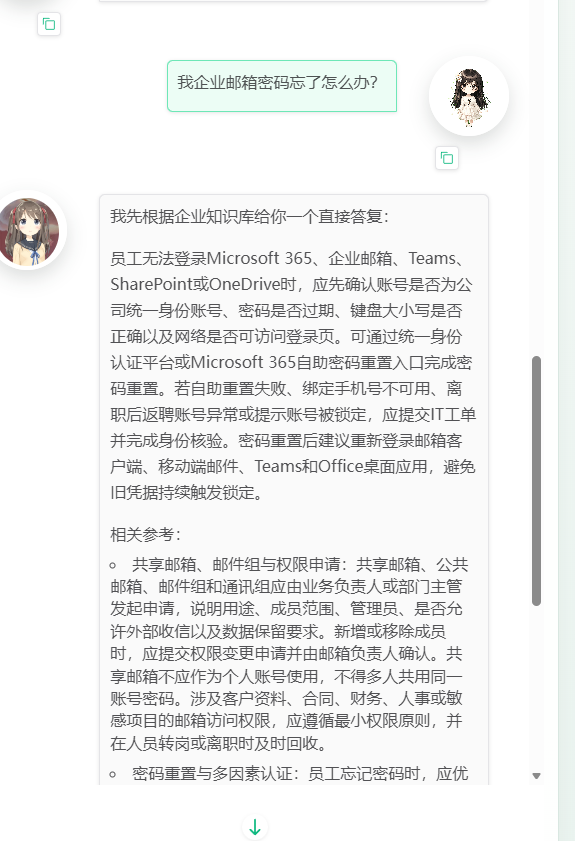 我企业邮箱密码忘了怎么办？
我先根据企业知识库给你一个直接答复：
员工无法登录Microsoft 365、企业邮箱、Teams、
SharePoint或OneDrive时，应先确认账号是否为公
司统一身份账号、密码是否过期、键盘大小写是否
正确以及网络是否可访问登录页。可通过统一身份
认证平台或Microsoft 365自助密码重置入口完成密
码重置。若自助重置失败、绑定手机号不可用、离
职后返聘账号异常或提示账号被锁定，应提交IT工单
并完成身份核验。密码重置后建议重新登录邮箱客
户端、移动端邮件、Teams和Office桌面应用，避免
旧凭据持续触发锁定。
相关参考：
共享邮箱、邮件组与权限申请：共享邮箱、公共
邮箱、邮件组和通讯组应由业务负责人或部门主管
发起申请，说明用途、成员范围、管理员、是否允
许外部收信以及数据保留要求。新增或移除成员
时，应提交权限变更申请并由邮箱负责人确认。共
享邮箱不应作为个人账号使用，不得多人共用同一
账号密码。涉及客户资料、合同、财务、人事或敏
感项目的邮箱访问权限，应遵循最小权限原则，并
在人员转岗或离职时及时回收。
密码重置与多因素认证：员工忘记密码时，应优